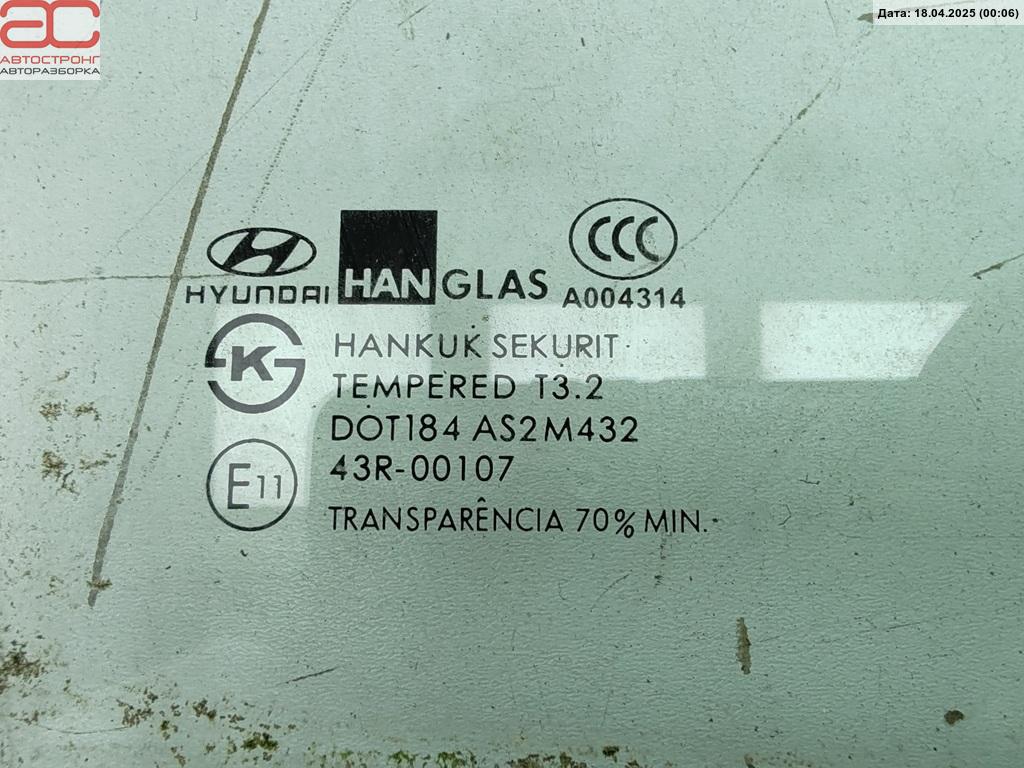 AC
АВТОСТРОНГ
АВТОРАЗБОРКА
Дата: 18.04.2025 (00:06)
HYUNDAI
HANGLAS
CCC
A004314
K
HANKUK SEKURIT
TEMPERED T3.2
DOT184 AS2M432
E11
43R-00107
TRANSPARÊNCIA 70% MIN.